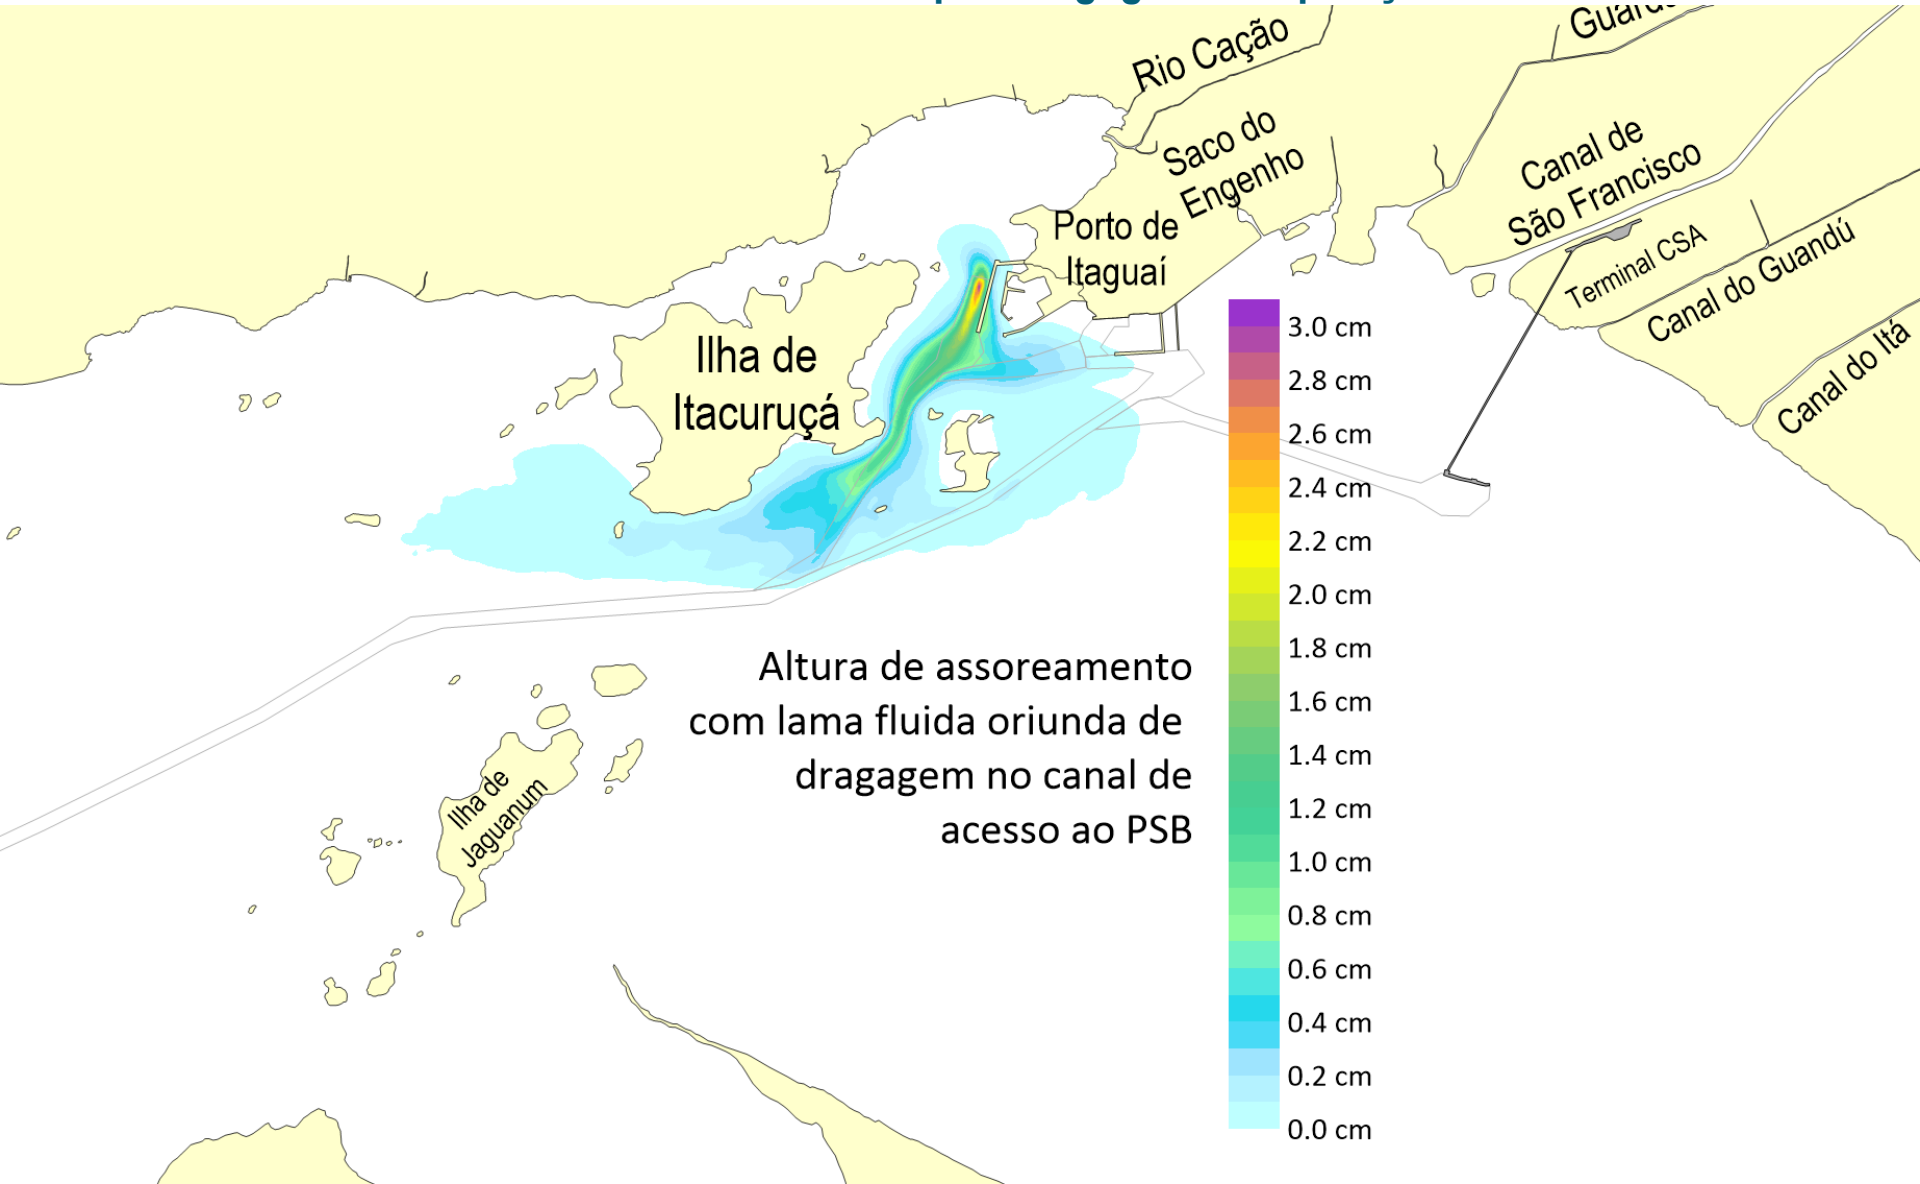 Rio Cação
Saco do
Engenho
Porto de
Itaguaí
Canal de
São Francisco
Terminal CSA
Canal do Guandú
Canal do Itá
Ilha de
Itacuruçá
3.0 cm
2.8 cm
2.6 cm
2.4 cm
2.2 cm
2.0 cm
1.8 cm
1.6 cm
1.4 cm
1.2 cm
1.0 cm
0.8 cm
0.6 cm
0.4 cm
0.2 cm
0.0 cm
Altura de assoreamento
com lama fluida oriunda de
dragagem no canal de
acesso ao PSB
Ilha de
Jaguanum